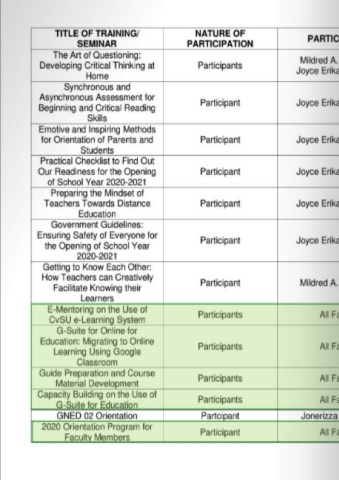 TITLE OF TRAINING/ NATURE OF
SEMINAR PARTICIPATION PARTIC
The Art of Questioning:
Developing Critical Thinking at Participants Mildred A.
Home Joyce Erika
Synchronous and
Asynchronous Assessment for Participant Joyce Erika
Beginning and Critical Reading
Skills
Emotive and Inspiring Methods
for Orientation of Parents and Participant Joyce Erika
Students
Practical Checklist to Find Out
Our Readiness for the Opening Participant Joyce Erika
of School Year 2020-2021
Preparing the Mindset of
Teachers Towards Distance Participant Joyce Erika
Education
Government Guidelines:
Ensuring Safety of Everyone for Participant Joyce Erika
the Opening of School Year
2020-2021
Getting to Know Each Other:
How Teachers can Creatively Participant Mildred A.
Facilitate Knowing their
Learners
E-Mentoring on the Use of Participants All Fa
CvSU e-Learning System
G-Suite for Online for
Education: Migrating to Online Participants All Fa
Learning Using Google
Classroom
Guide Preparation and Course Participants All Fa
Material Development
Capacity Building on the Use of Participants All Fa
G-Suite for Education
GNED 02 Orientation Partcipant Jonerizza
2020 Orientation Program for Participant All Fa
Faculty Members